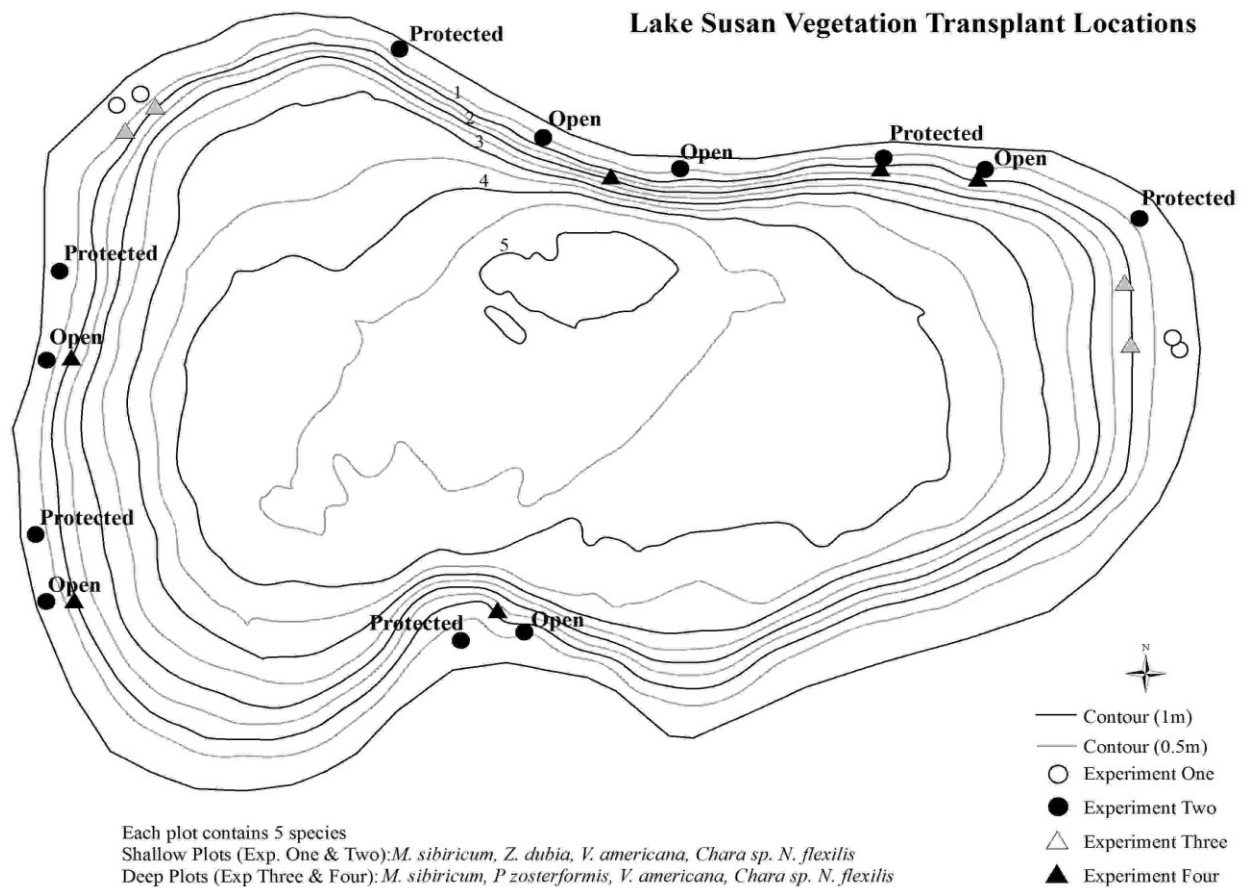 Lake Susan Vegetation Transplant Locations
Protected
1
2
Open
3
Open
Protected
Open
4
Protected
5
Protected
Open
Protected
Open
Protected
Open
N
Contour (1m)
Contour (0.5m)
Experiment One
Experiment Two
Experiment Three
Experiment Four
Each plot contains 5 species
Shallow Plots (Exp. One & Two): M. sibiricum, Z. dubia, V. americana, Chara sp. N. flexilis
Deep Plots (Exp Three & Four): M. sibiricum, P zosterformis, V. americana, Chara sp. N. flexilis